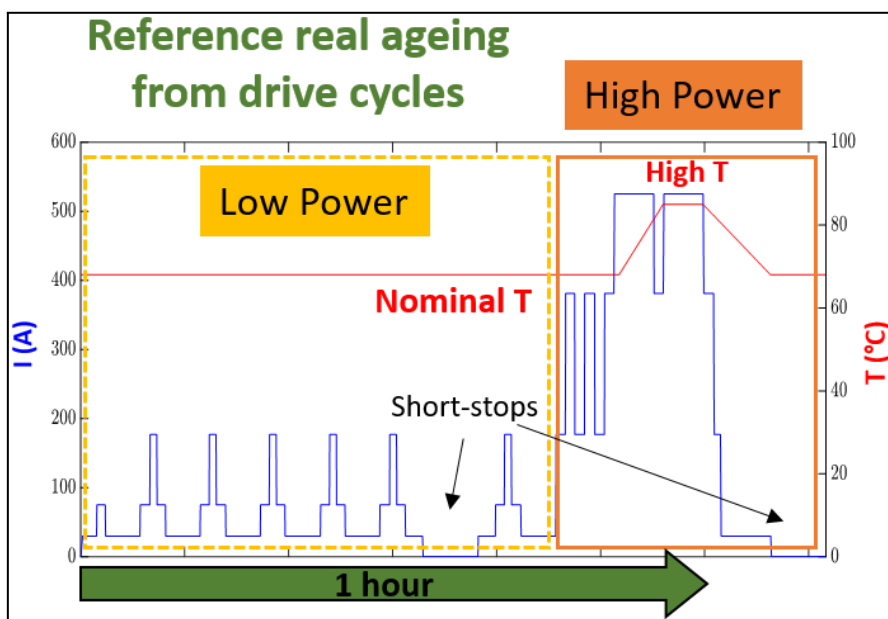 Reference real ageing
from drive cycles
High Power
600
500
400
300
200
100
0
I (A)
100
80
60
40
20
0
T (°C)
Low Power
High T
Nominal T
Short-stops
1 hour